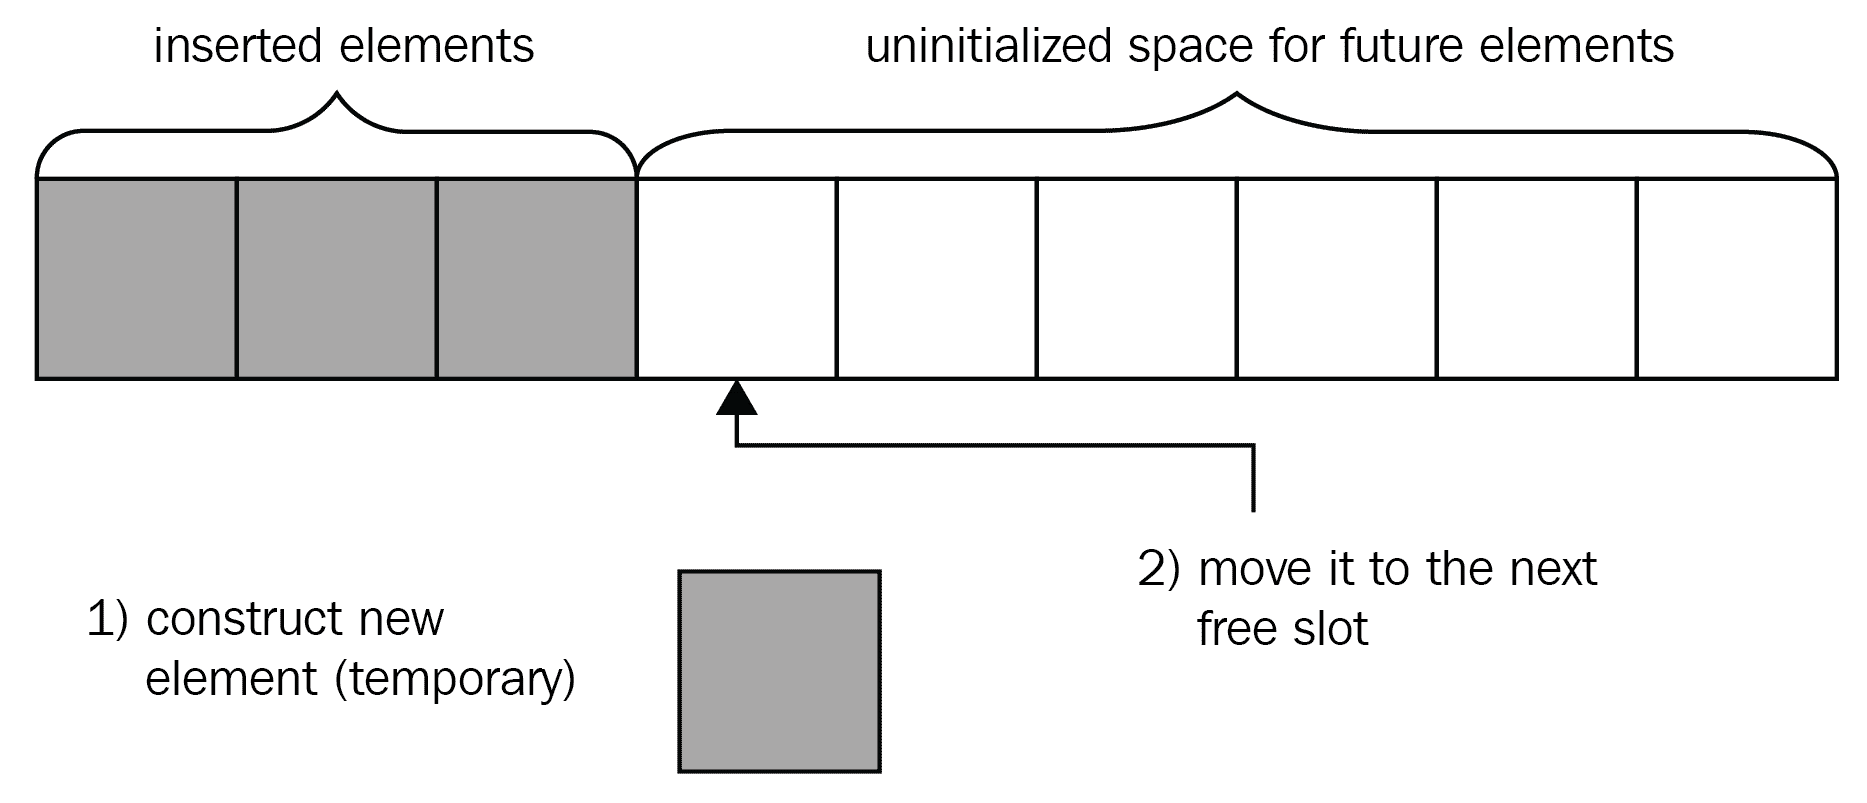 inserted elements
uninitialized space for future elements
1) construct new
element (temporary)
2) move it to the next
free slot